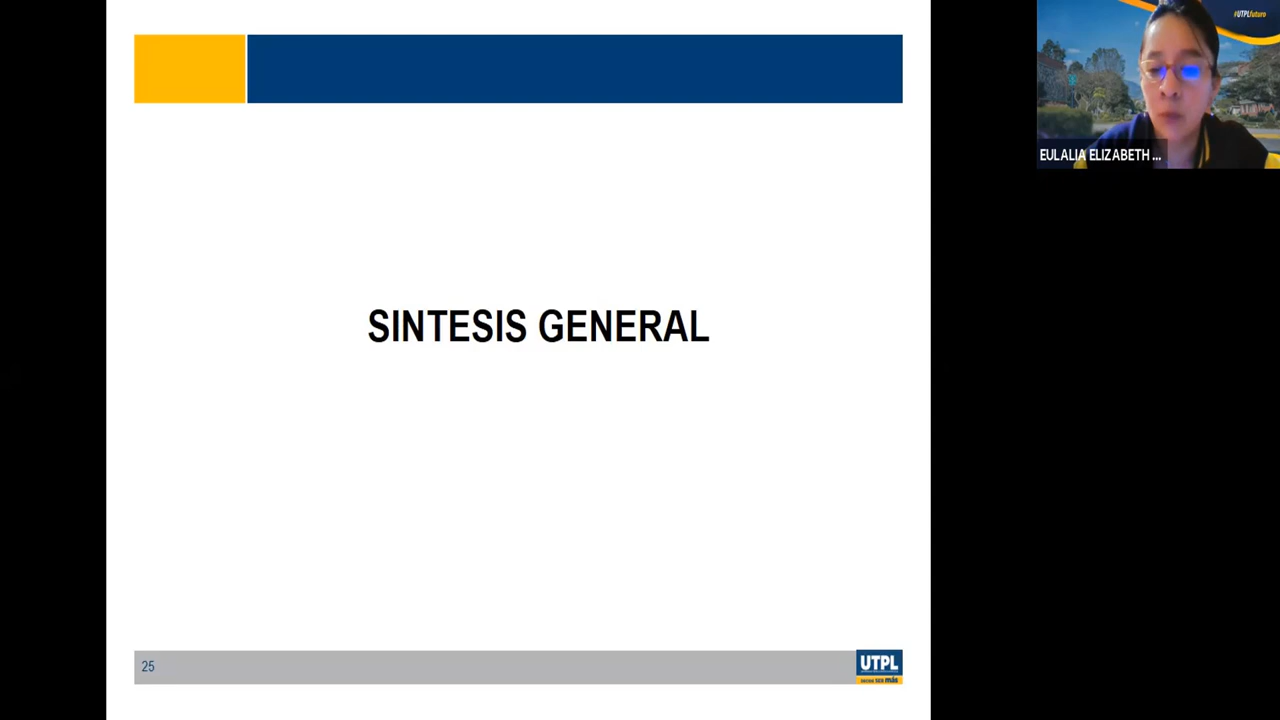 SINTESIS GENERAL
25
UTPL
#UTPLfuturo
EULALIA ELIZABETH ...